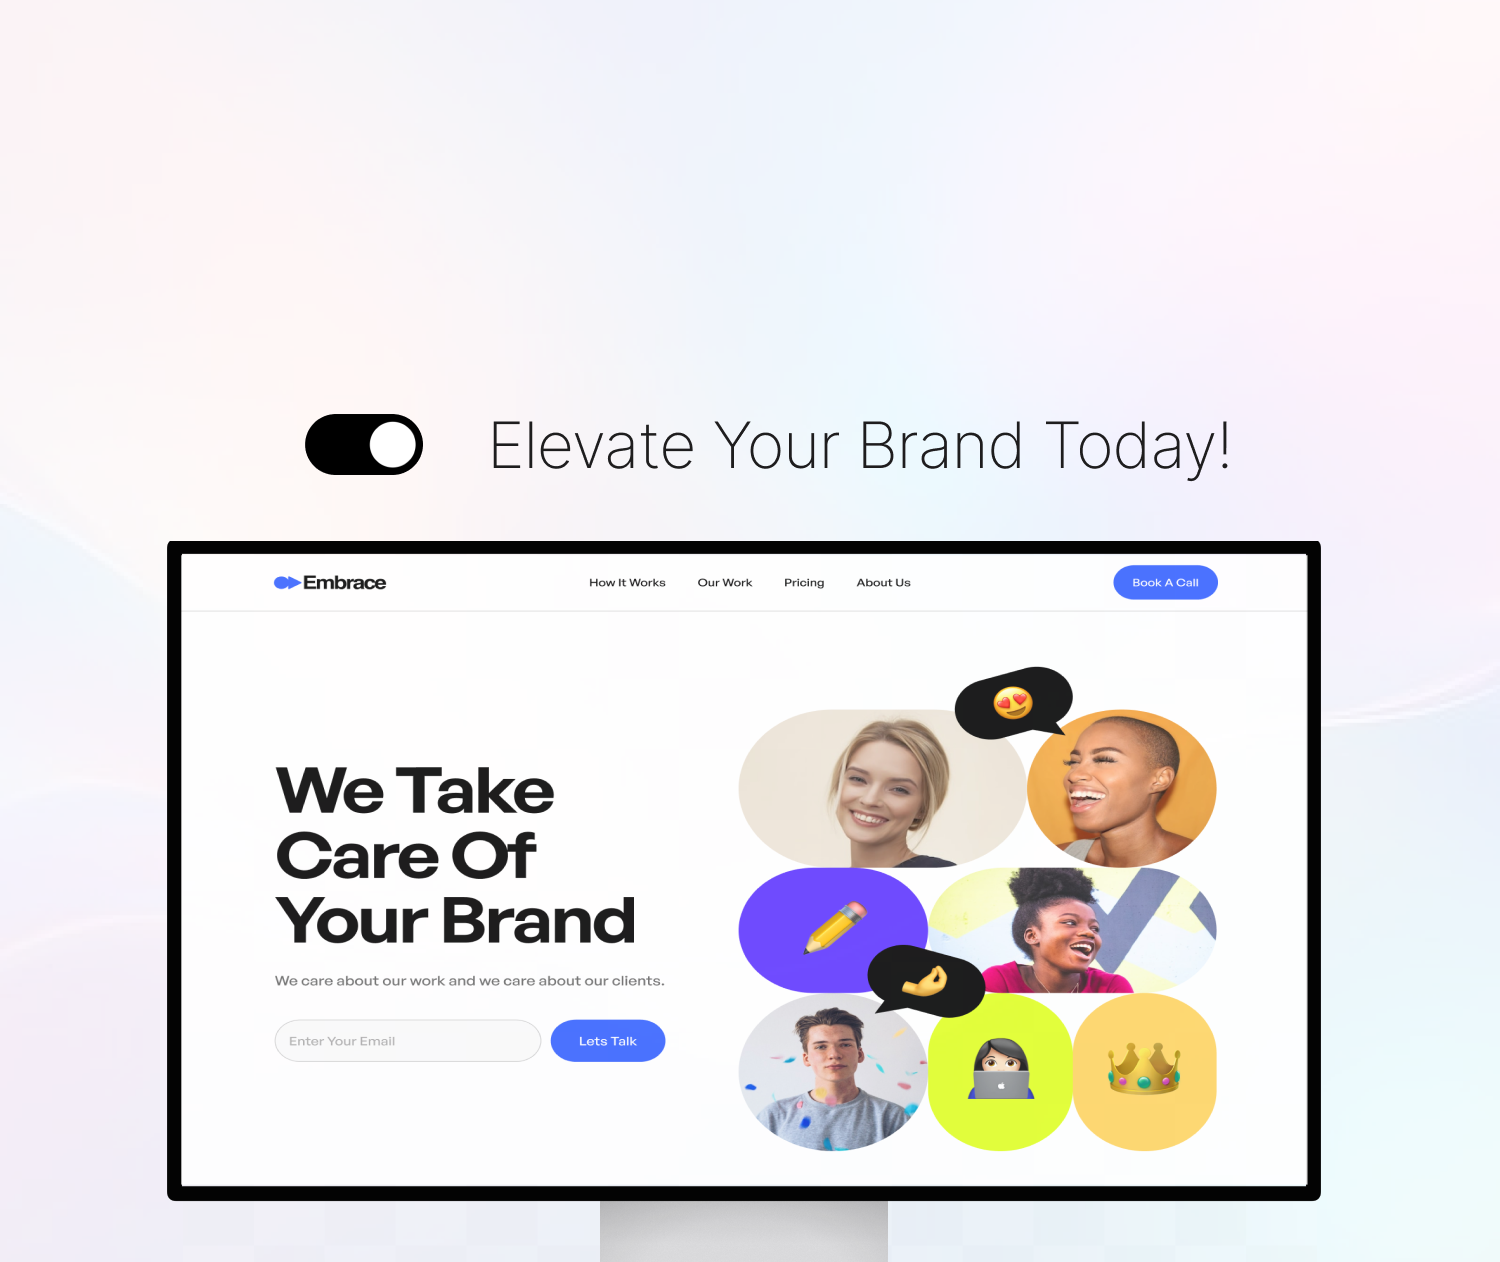 Elevate Your Brand Today!
Embrace
How It Works
Our Work
Pricing
About Us
Book A Call
We Take
Care Of
Your Brand
We care about our work and we care about our clients.
Enter Your Email
Lets Talk